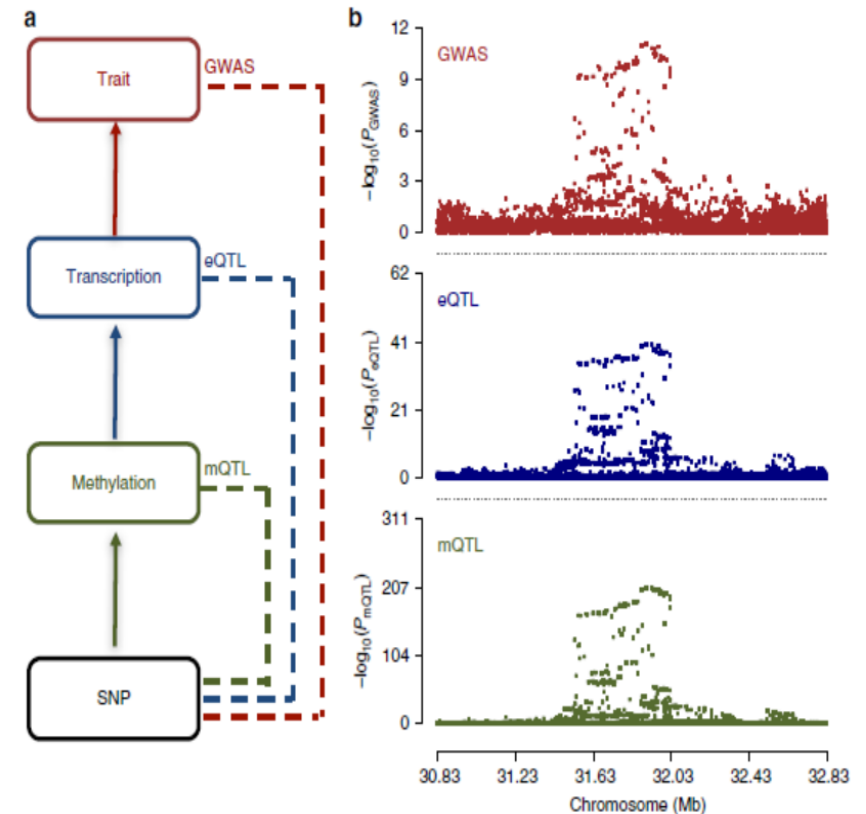 a
Trait
GWAS
Transcription
eQTL
Methylation
mQTL
SNP
b
GWAS
−log10(PGWAS)
12
9
6
3
0
eQTL
−log10(PeQTL)
62
41
21
0
mQTL
−log10(PmQTL)
311
207
104
0
30.83 31.23 31.63 32.03 32.43 32.83
Chromosome (Mb)